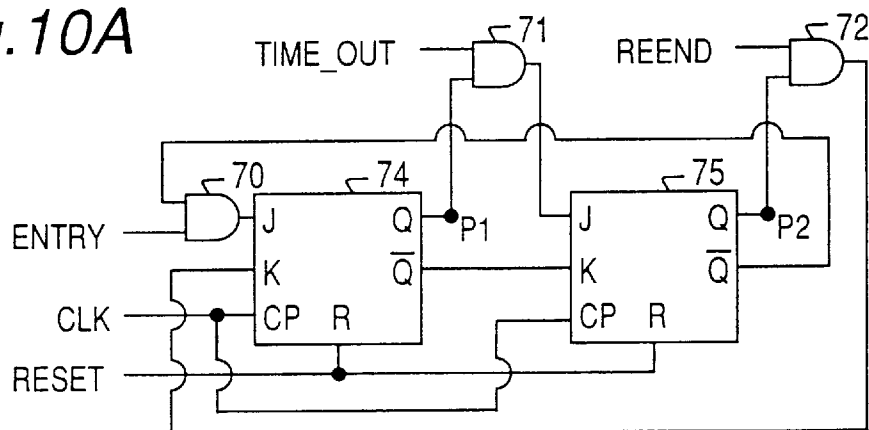 .10A
TIME_OUT
71
REEND
72
70
74
75
ENTRY
J
Q
P1
J
Q
P2
K
Q̅
K
Q̅
CLK
CP
R
CP
R
RESET